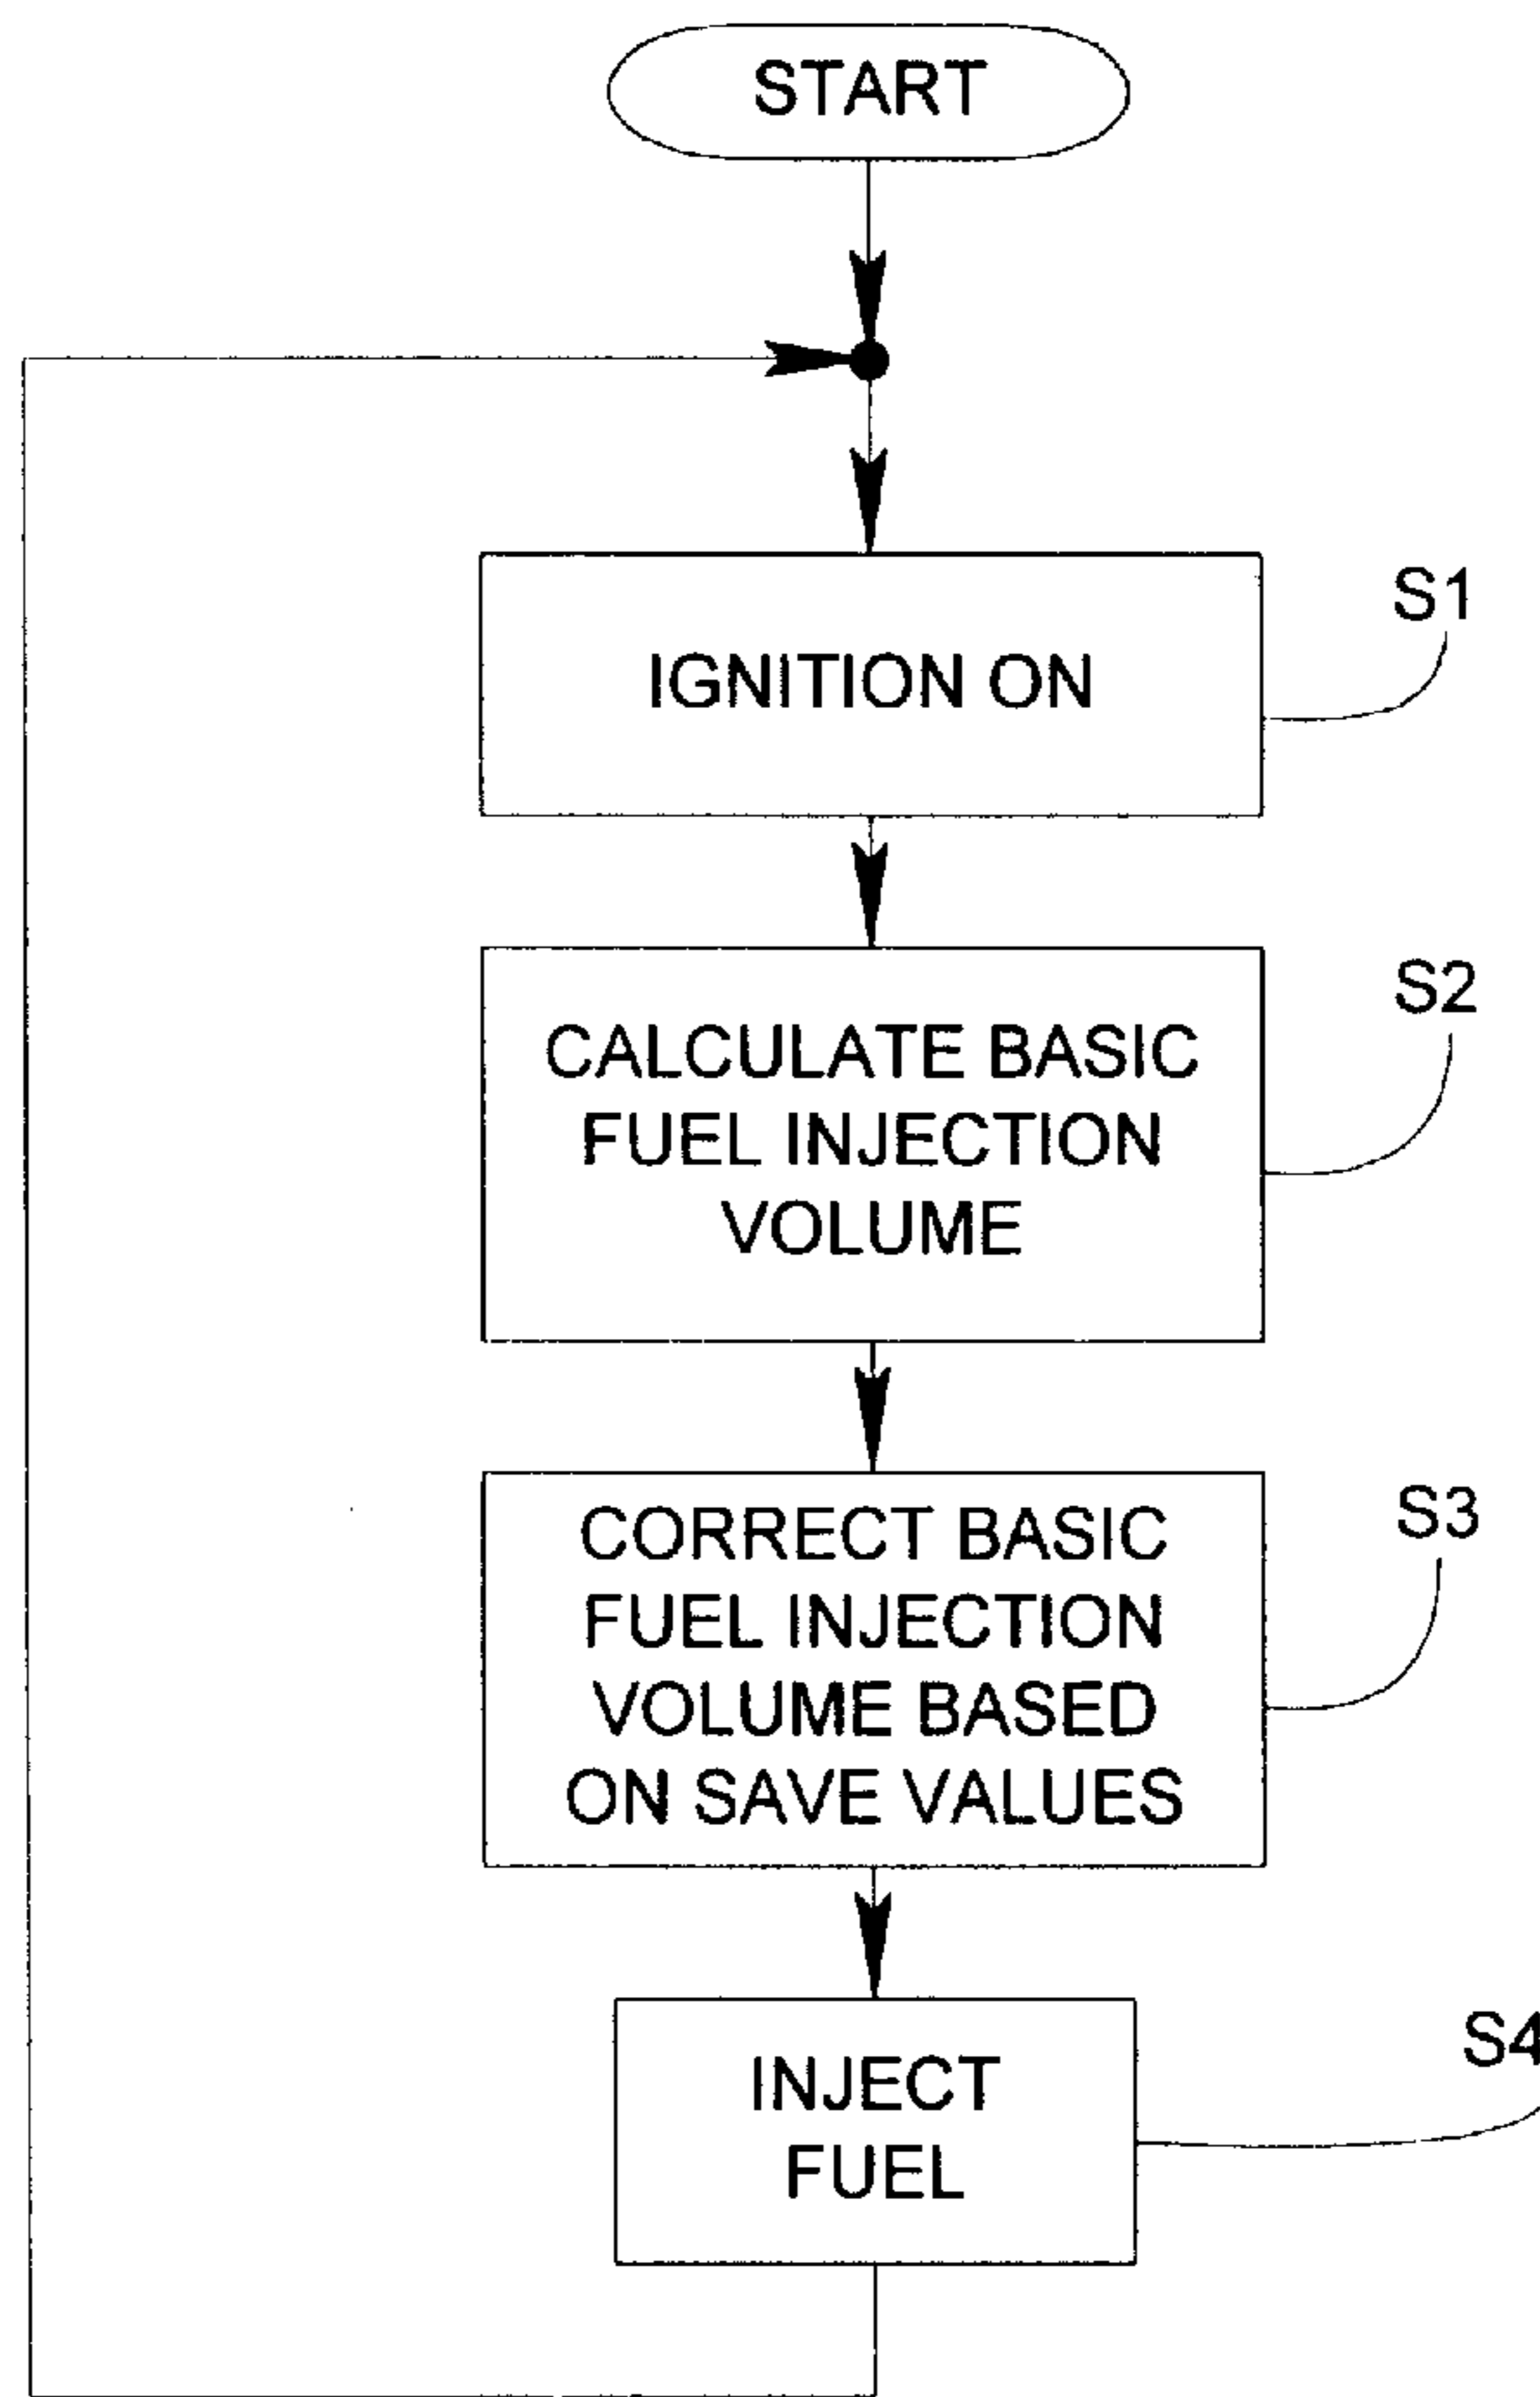 START
IGNITION ON
S1
CALCULATE BASIC
FUEL INJECTION
VOLUME
S2
CORRECT BASIC
FUEL INJECTION
VOLUME BASED
ON SAVE VALUES
S3
INJECT
FUEL
S4